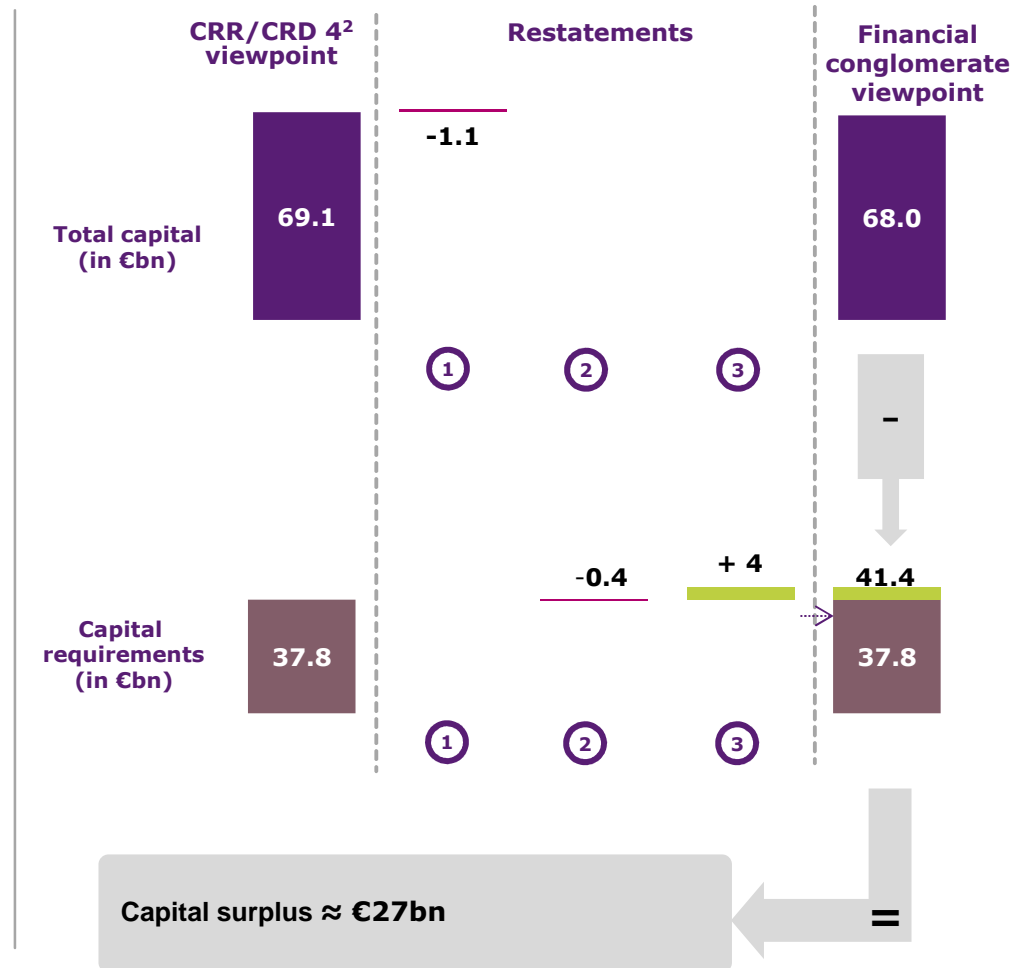 CRR/CRD 4²
viewpoint
Restatements
Financial
conglomerate
viewpoint
-1.1
69.1
68.0
Total capital
(in €bn)
1
2
3
–
-0.4
+ 4
41.4
Capital
requirements
(in €bn)
37.8
37.8
1
2
3
Capital surplus ≈ €27bn
=